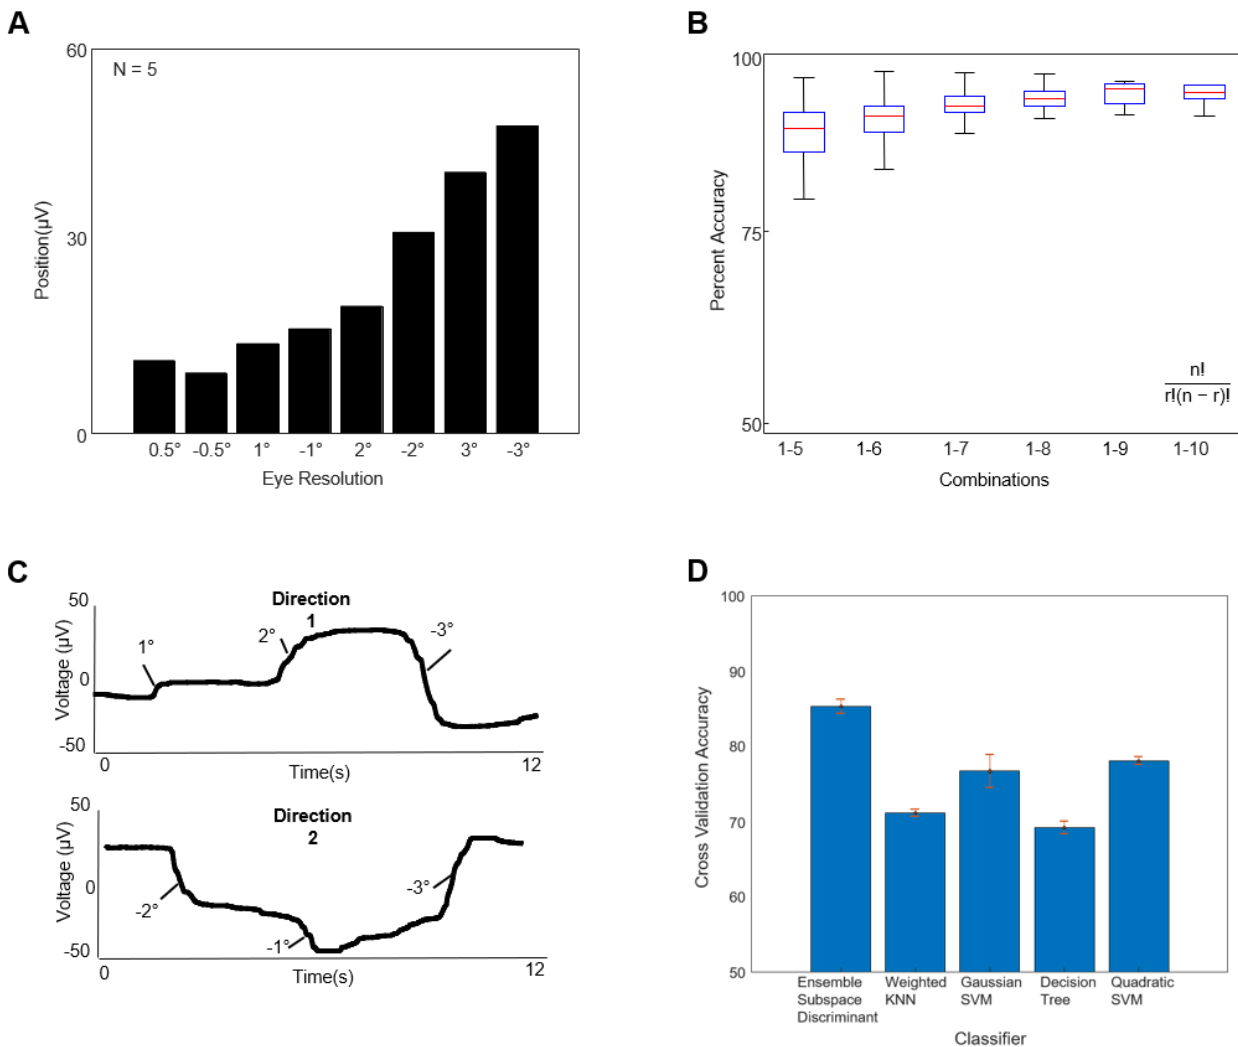 A
60
N = 5
30
0
Position(µV)
0.5°
-0.5°
1°
-1°
2°
-2°
3°
-3°
Eye Resolution
B
100
75
50
Percent Accuracy
n!
r!(n − r)!
1-5
1-6
1-7
1-8
1-9
1-10
Combinations
C
50
0
-50
Voltage (µV)
Direction
1
1°
2°
-3°
0
12
Time(s)
50
0
-50
Voltage (µV)
Direction
2
-2°
-1°
-3°
0
12
Time(s)
D
100
90
80
70
60
50
Cross Validation Accuracy
Ensemble
Subspace
Discriminant
Weighted
KNN
Gaussian
SVM
Decision
Tree
Quadratic
SVM
Classifier